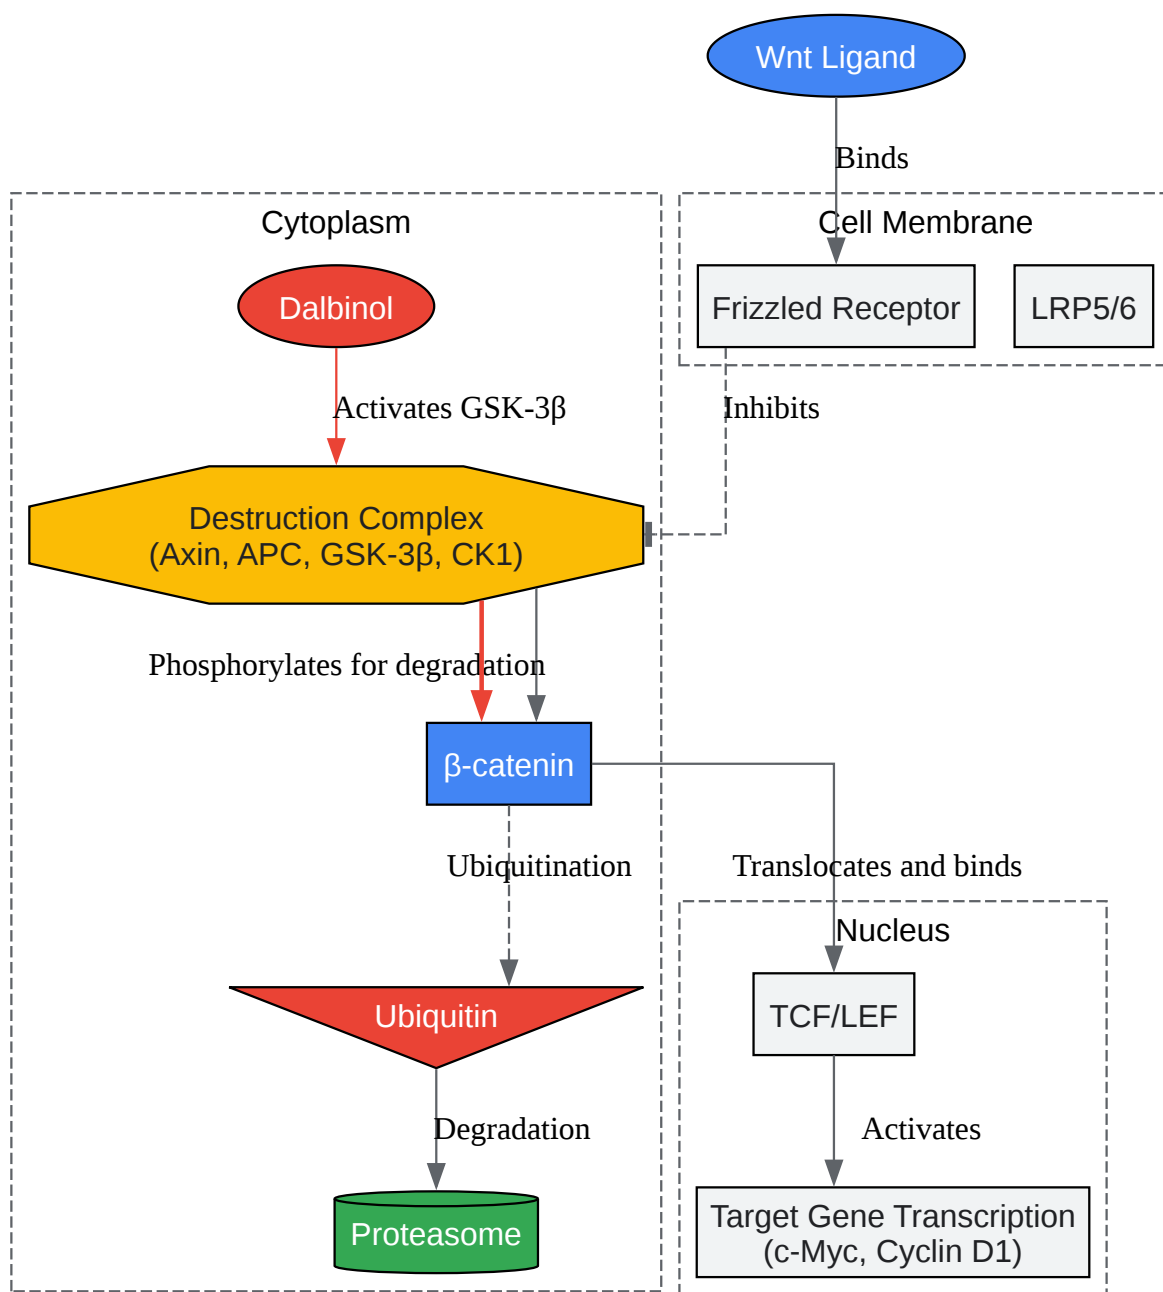 Wnt Ligand
Binds
Cytoplasm
Cell Membrane
Dalbinol
Frizzled Receptor
LRP5/6
Activates GSK-3β
Inhibits
Destruction Complex
(Axin, APC, GSK-3β, CK1)
Phosphorylates for degradation
β-catenin
Ubiquitination
Translocates and binds
Nucleus
Ubiquitin
TCF/LEF
Degradation
Activates
Proteasome
Target Gene Transcription
(c-Myc, Cyclin D1)